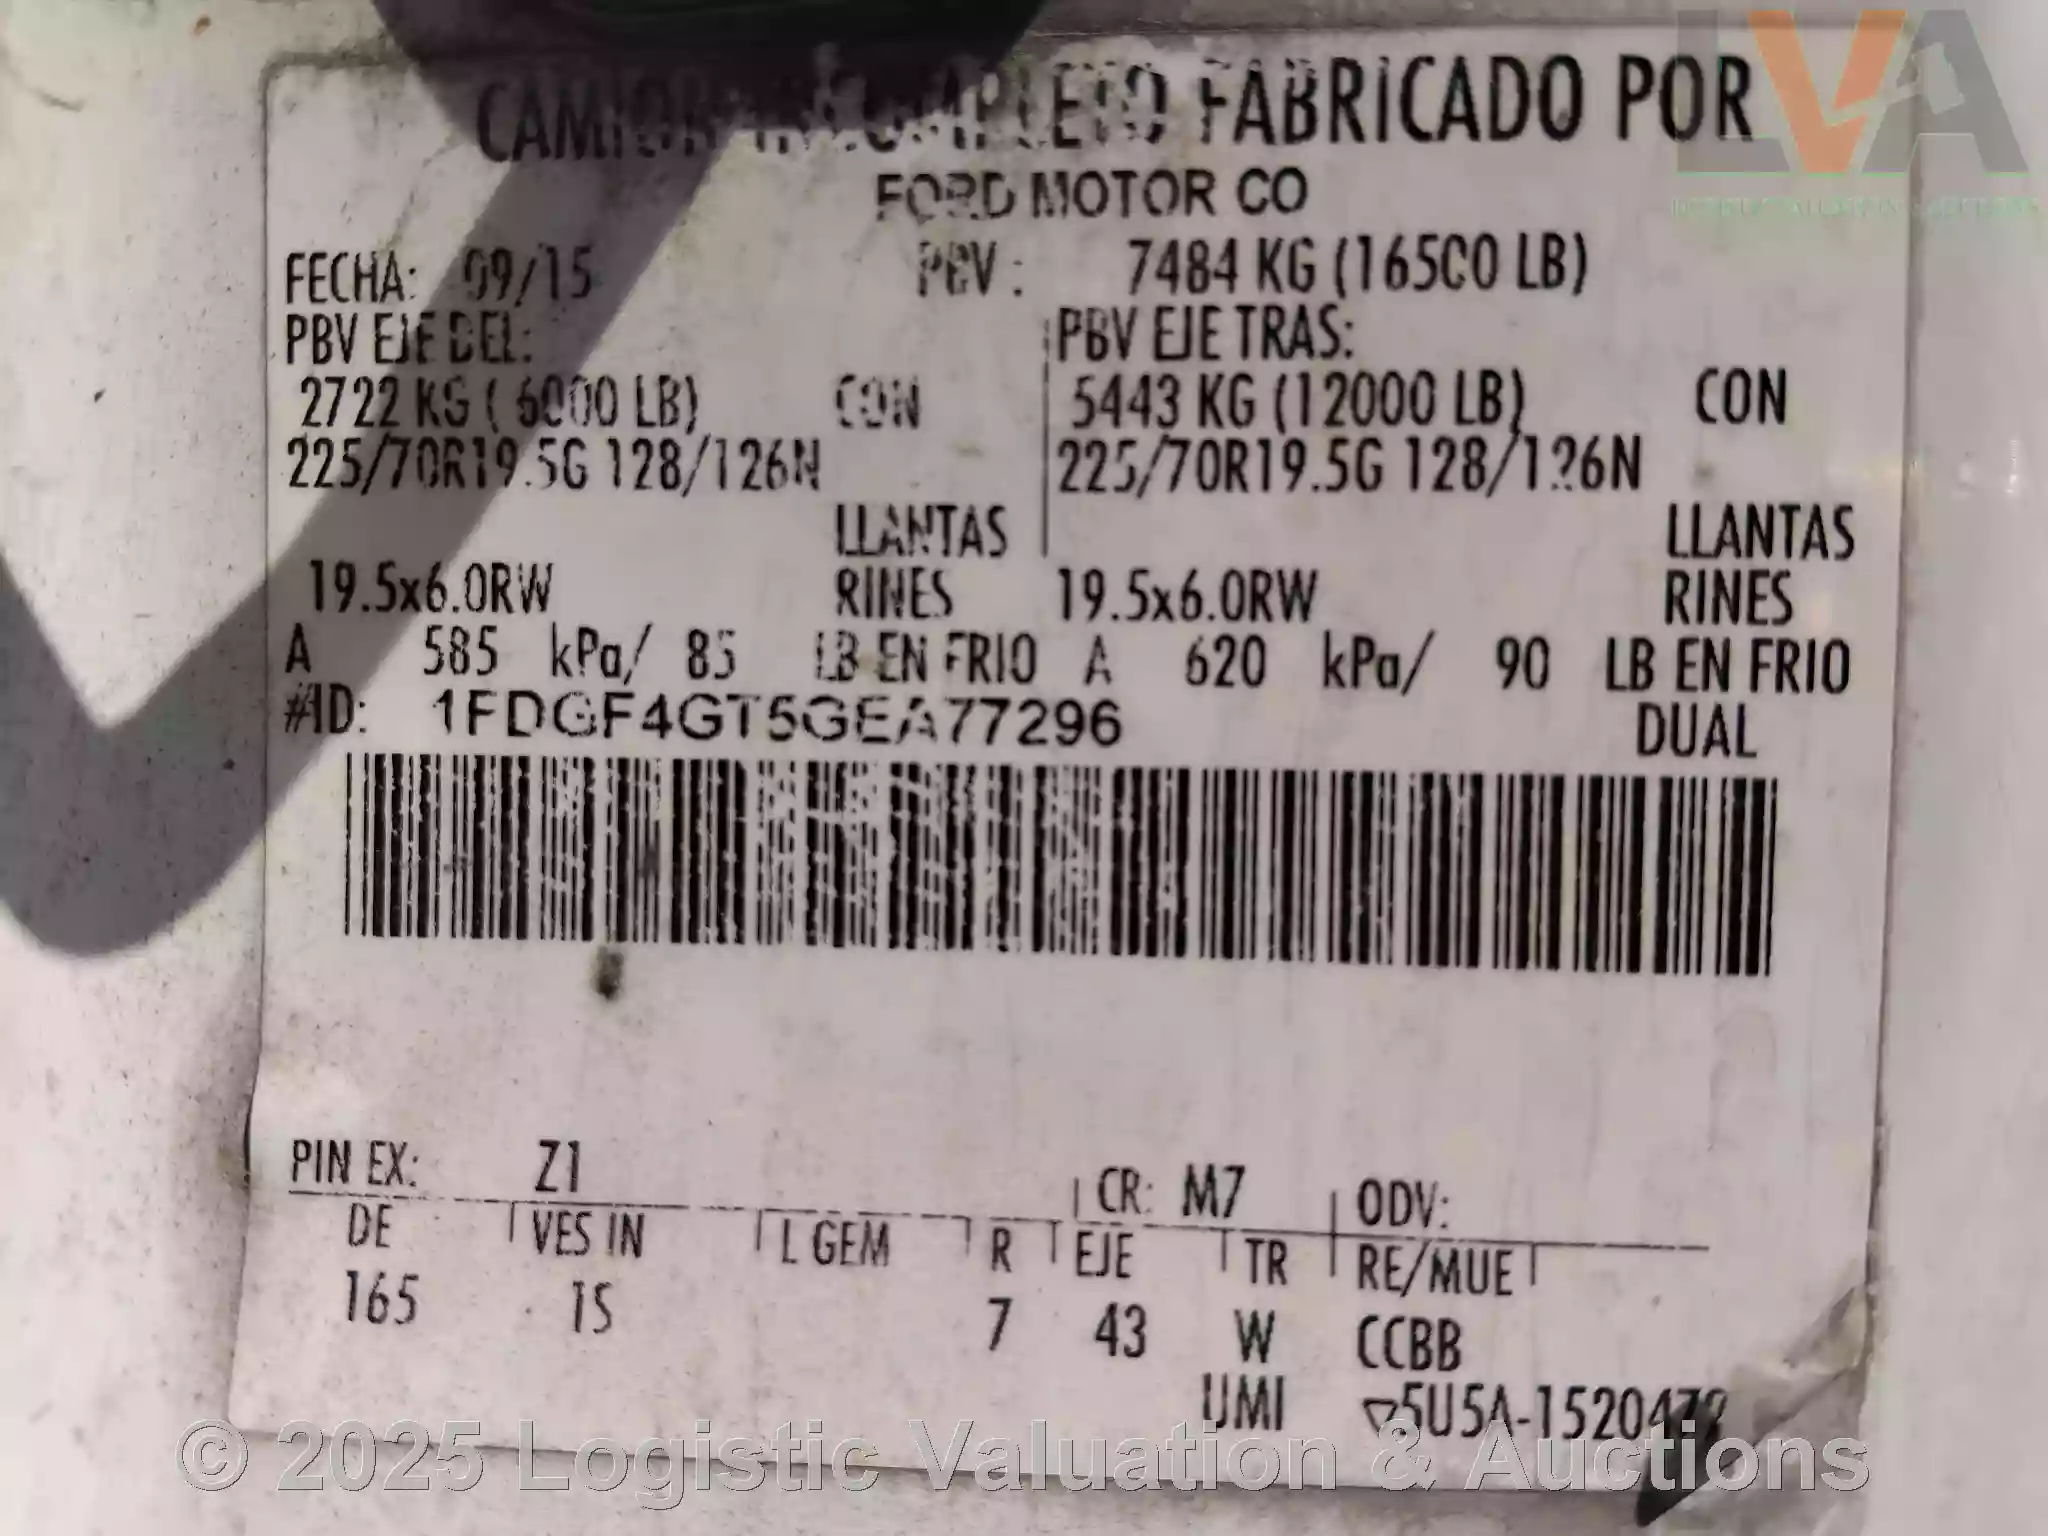 CAMION INCOMPLETO FABRICADO POR
FORD MOTOR CO
FECHA: 09/15 PBV: 7484 KG (16500 LB)
PBV EJE DEL: PBV EJE TRAS:
2722 KG ( 6000 LB) CON 5443 KG (12000 LB) CON
225/70R19.5G 128/126N 225/70R19.5G 128/126N
LLANTAS LLANTAS
19.5x6.0RW RINES 19.5x6.0RW RINES
A 585 kPa/ 85 LB EN FRIO A 620 kPa/ 90 LB EN FRIO
#ID: 1FDGF4GT5GEA77296 DUAL
PIN EX: Z1 CR: M7 ODV:
DE VES IN L GEM R EJE TR RE/MUE
165 1S 7 43 W CCBB
UMI
LVA
© 2025 Logistic Valuation & Auctions